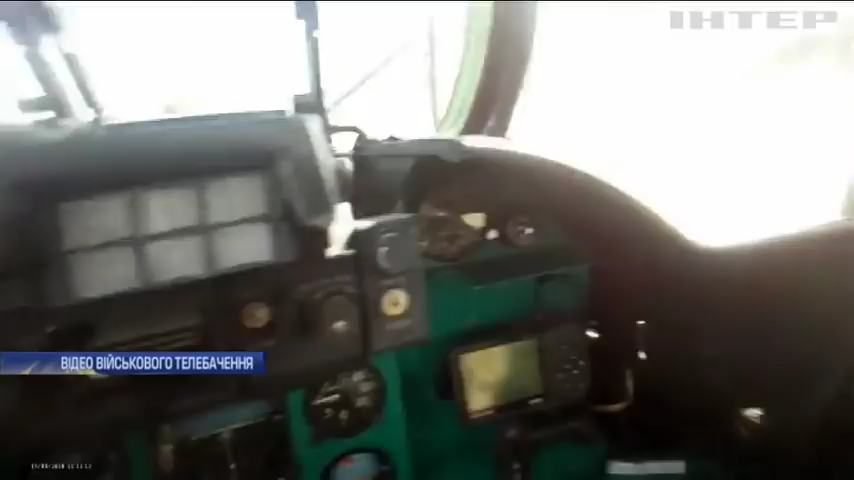 ІНТЕР
ВІДЕО ВІЙСЬКОВОГО ТЕЛЕБАЧЕННЯ